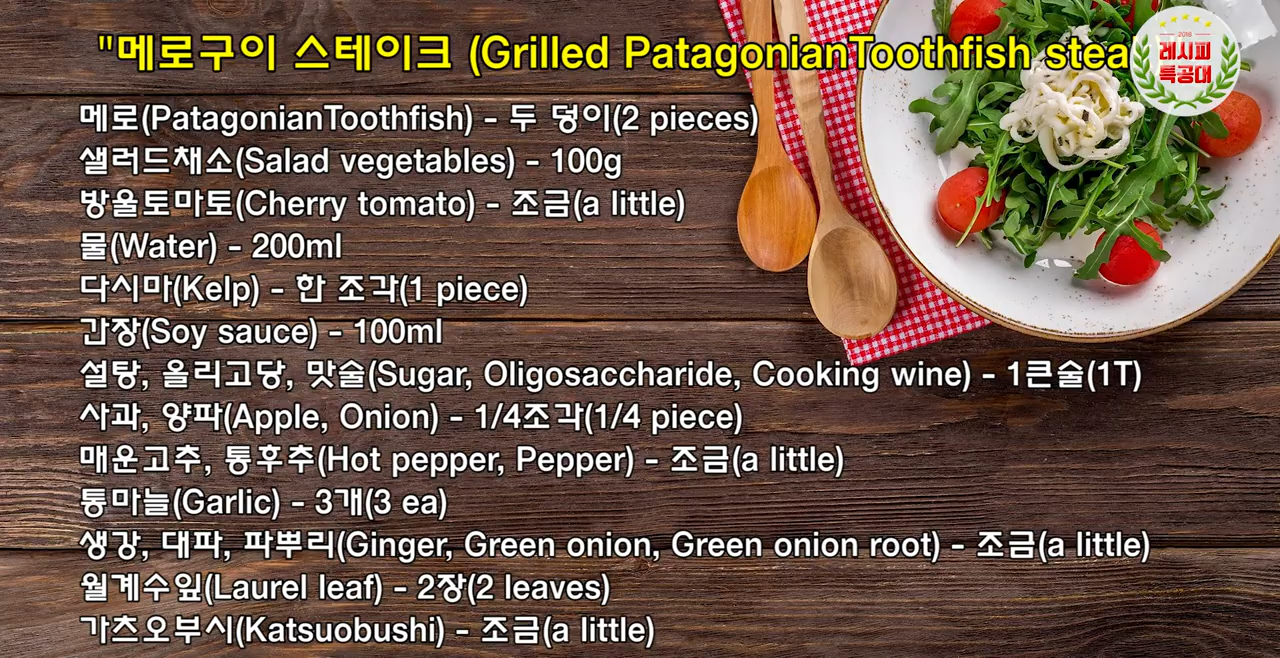 "메로구이 스테이크 (Grilled PatagonianToothfish stea
2018
레시피
특공대
메로(PatagonianToothfish) - 두 덩이(2 pieces)
샐러드채소(Salad vegetables) - 100g
방울토마토(Cherry tomato) - 조금(a little)
물(Water) - 200ml
다시마(Kelp) - 한 조각(1 piece)
간장(Soy sauce) - 100ml
설탕, 올리고당, 맛술(Sugar, Oligosaccharide, Cooking wine) - 1큰술(1T)
사과, 양파(Apple, Onion) - 1/4조각(1/4 piece)
매운고추, 통후추(Hot pepper, Pepper) - 조금(a little)
통마늘(Garlic) - 3개(3 ea)
생강, 대파, 파뿌리(Ginger, Green onion, Green onion root) - 조금(a little)
월계수잎(Laurel leaf) - 2장(2 leaves)
가츠오부시(Katsuobushi) - 조금(a little)